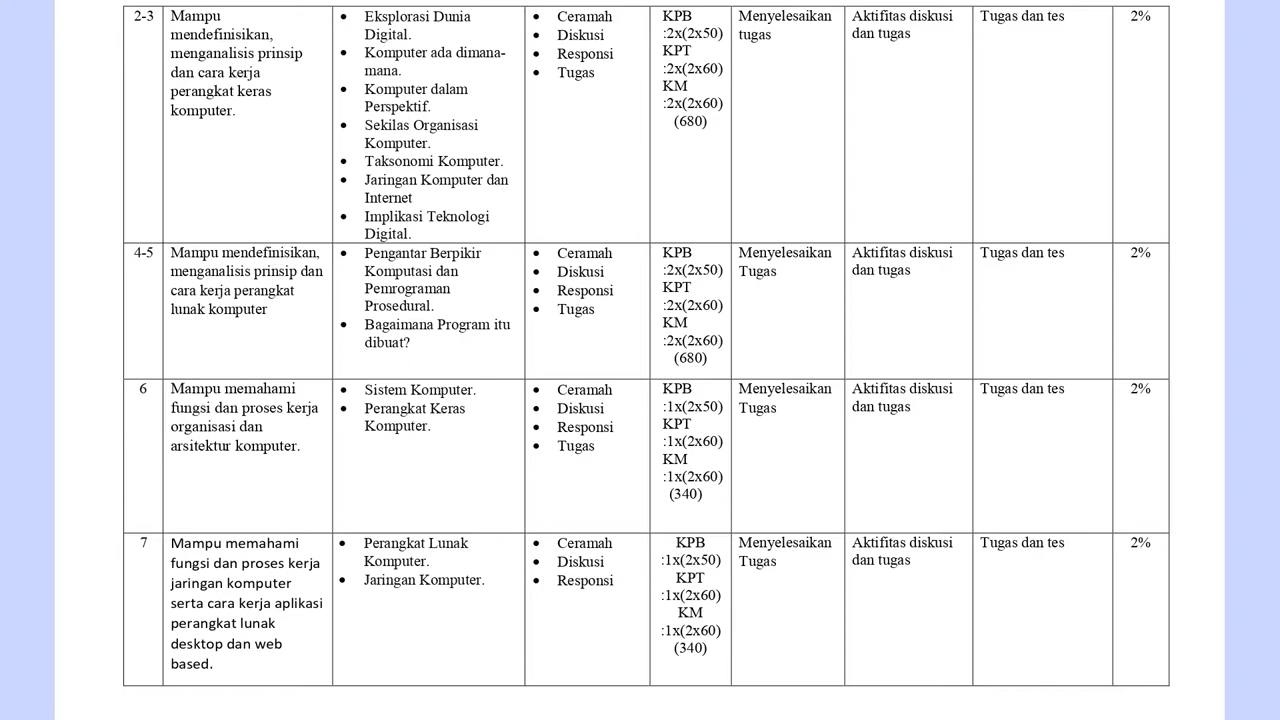 2-3
Mampu
mendefinisikan,
menganalisis prinsip
dan cara kerja
perangkat keras
komputer.
• Eksplorasi Dunia
Digital.
• Komputer ada dimana-
mana.
• Komputer dalam
Perspektif.
• Sekilas Organisasi
Komputer.
• Taksonomi Komputer.
• Jaringan Komputer dan
Internet
• Implikasi Teknologi
Digital.
• Ceramah
• Diskusi
• Responsi
• Tugas
KPB
:2x(2x50)
KPT
:2x(2x60)
KM
:2x(2x60)
(680)
Menyelesaikan
tugas
Aktifitas diskusi
dan tugas
Tugas dan tes
2%
4-5
Mampu mendefinisikan,
menganalisis prinsip dan
cara kerja perangkat
lunak komputer
• Pengantar Berpikir
Komputasi dan
Pemrograman
Prosedural.
• Bagaimana Program itu
dibuat?
• Ceramah
• Diskusi
• Responsi
• Tugas
KPB
:2x(2x50)
KPT
:2x(2x60)
KM
:2x(2x60)
(680)
Menyelesaikan
Tugas
Aktifitas diskusi
dan tugas
Tugas dan tes
2%
6
Mampu memahami
fungsi dan proses kerja
organisasi dan
arsitektur komputer.
• Sistem Komputer.
• Perangkat Keras
Komputer.
• Ceramah
• Diskusi
• Responsi
• Tugas
KPB
:1x(2x50)
KPT
:1x(2x60)
KM
:1x(2x60)
(340)
Menyelesaikan
Tugas
Aktifitas diskusi
dan tugas
Tugas dan tes
2%
7
Mampu memahami
fungsi dan proses kerja
jaringan komputer
serta cara kerja aplikasi
perangkat lunak
desktop dan web
based.
• Perangkat Lunak
Komputer.
• Jaringan Komputer.
• Ceramah
• Diskusi
• Responsi
KPB
:1x(2x50)
KPT
:1x(2x60)
KM
:1x(2x60)
(340)
Menyelesaikan
Tugas
Aktifitas diskusi
dan tugas
Tugas dan tes
2%